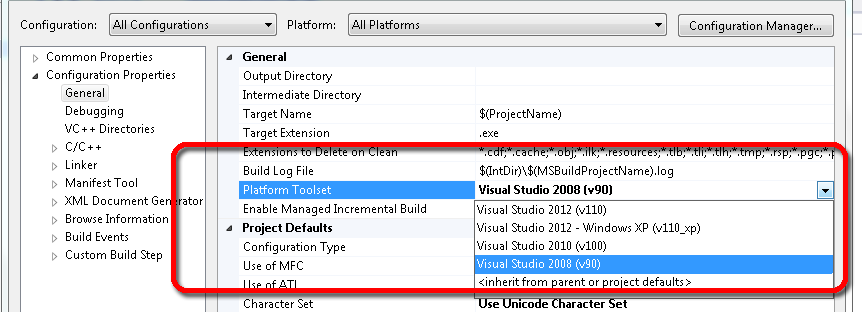 Configuration: All Configurations Platform: All Platforms Configuration Manager...
Common Properties
Configuration Properties
General
Debugging
VC++ Directories
C/C++
Linker
Manifest Tool
XML Document Generator
Browse Information
Build Events
Custom Build Step
General
Output Directory
Intermediate Directory
Target Name $(ProjectName)
Target Extension .exe
Extensions to Delete on Clean *.cdf;*.cache;*.obj;*.ilk;*.resources;*.tlb;*.tli;*.tlh;*.tmp;*.rsp;*.pgc;*.p
Build Log File $(IntDir)\$(MSBuildProjectName).log
Platform Toolset Visual Studio 2008 (v90)
Enable Managed Incremental Build
Project Defaults
Configuration Type
Use of MFC
Use of ATL
Character Set Use Unicode Character Set
Visual Studio 2012 (v110)
Visual Studio 2012 - Windows XP (v110_xp)
Visual Studio 2010 (v100)
Visual Studio 2008 (v90)
<inherit from parent or project defaults>